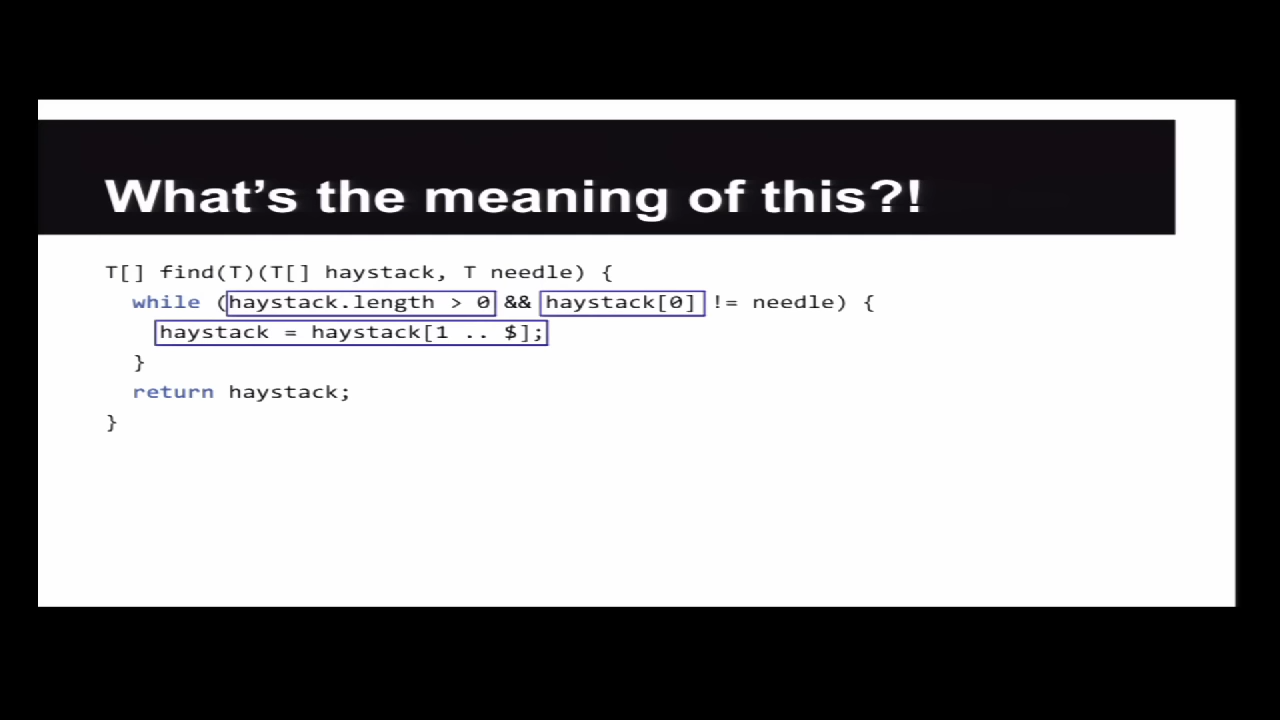 What's the meaning of this?!
T[] find(T)(T[] haystack, T needle) {
while (haystack.length > 0 && haystack[0] != needle) {
haystack = haystack[1 .. $];
}
return haystack;
}